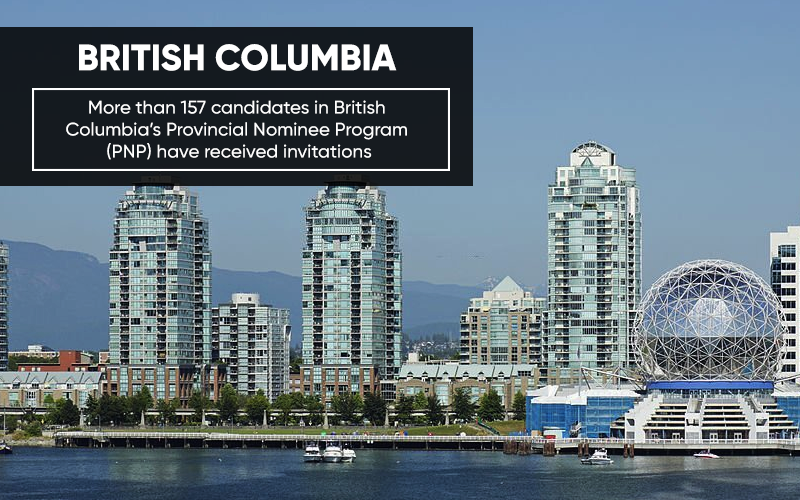 BRITISH COLUMBIA
More than 157 candidates in British
Columbia's Provincial Nominee Program
(PNP) have received invitations